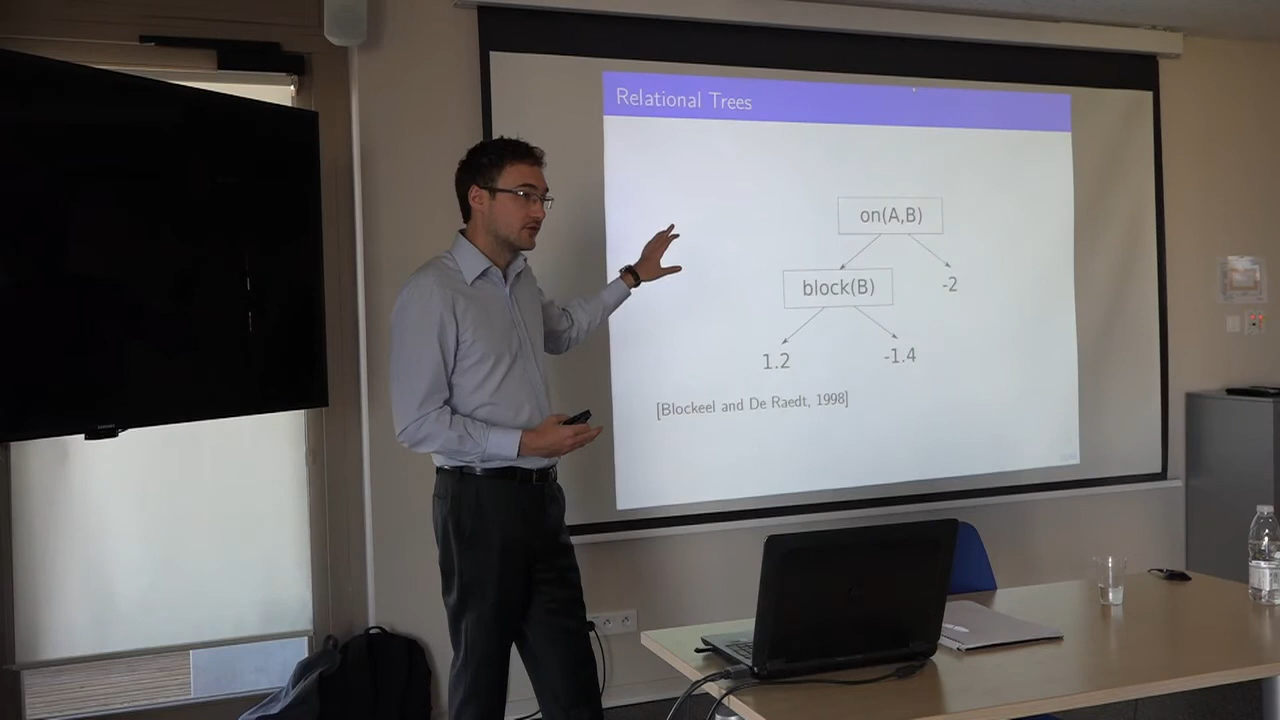 Relational Trees
on(A,B)
block(B)
-2
1.2
-1.4
[Blockeel and De Raedt, 1998]